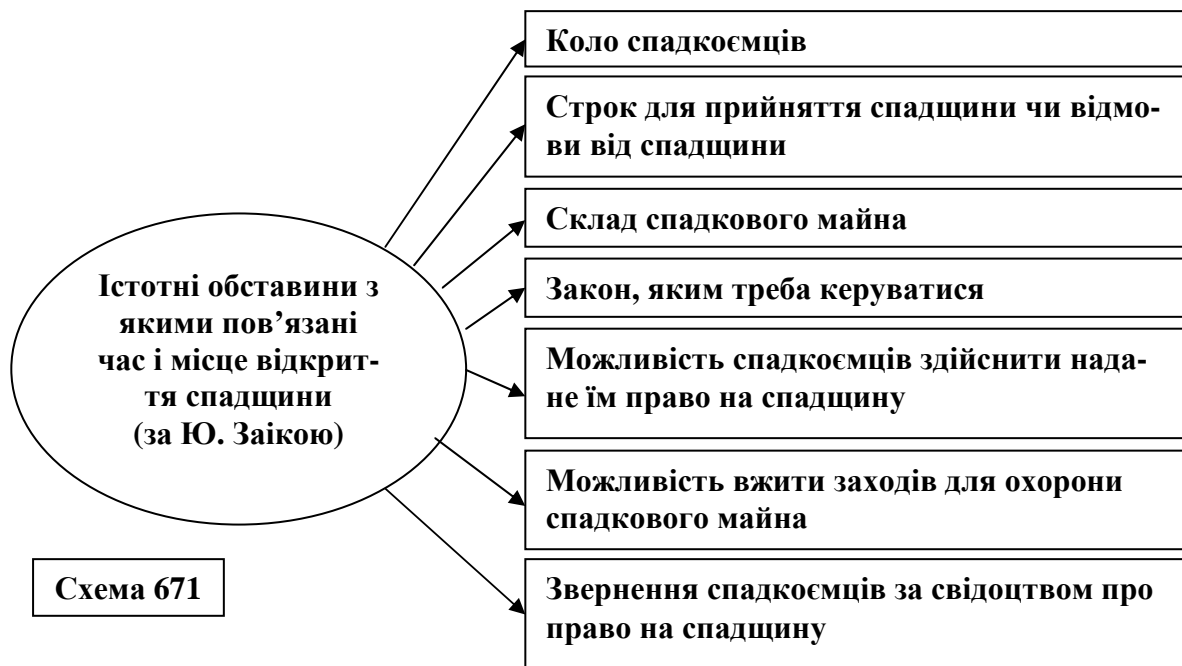 Коло спадкоємців
Строк для прийняття спадщини чи відмо-
ви від спадщини
Склад спадкового майна
Закон, яким треба керуватися
Можливість спадкоємців здійснити нада-
не їм право на спадщину
Можливість вжити заходів для охорони
спадкового майна
Звернення спадкоємців за свідоцтвом про
право на спадщину
Істотні обставини з
якими пов’язані
час і місце відкрит-
тя спадщини
(за Ю. Заікою)
Схема 671